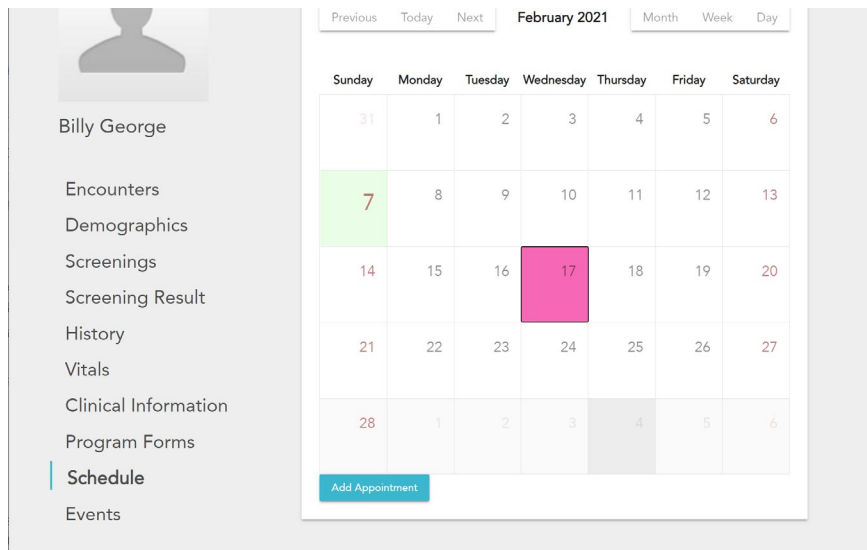 Billy George
Encounters
Demographics
Screenings
Screening Result
History
Vitals
Clinical Information
Program Forms
Schedule
Events
Previous Today Next February 2021 Month Week Day
Sunday Monday Tuesday Wednesday Thursday Friday Saturday
31 1 2 3 4 5 6
7 8 9 10 11 12 13
14 15 16 17 18 19 20
21 22 23 24 25 26 27
28 1 2 3 4 5 6
Add Appointment